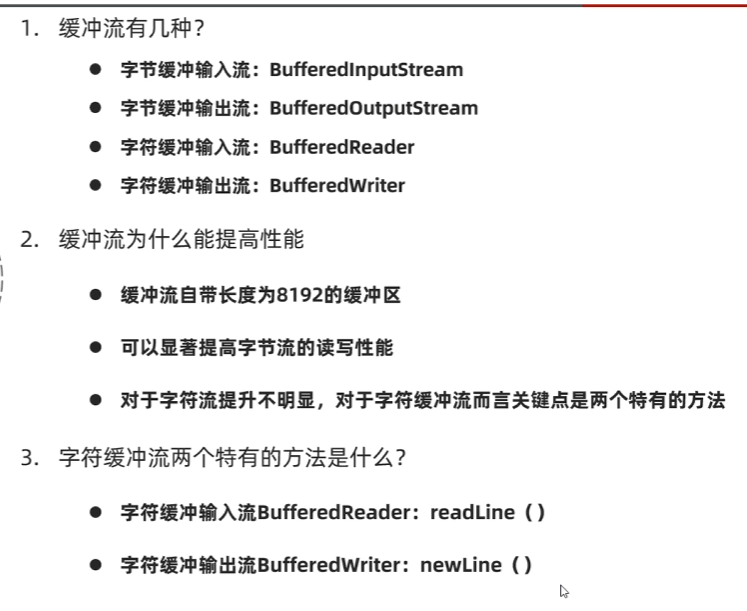 1. 缓冲流有几种？
● 字节缓冲输入流：BufferedInputStream
● 字节缓冲输出流：BufferedOutputStream
● 字符缓冲输入流：BufferedReader
● 字符缓冲输出流：BufferedWriter
2. 缓冲流为什么能提高性能
● 缓冲流自带长度为8192的缓冲区
● 可以显著提高字节流的读写性能
● 对于字符流提升不明显，对于字符缓冲流而言关键点是两个特有的方法
3. 字符缓冲流两个特有的方法是什么？
● 字符缓冲输入流BufferedReader：readLine（）
● 字符缓冲输出流BufferedWriter：newLine（）